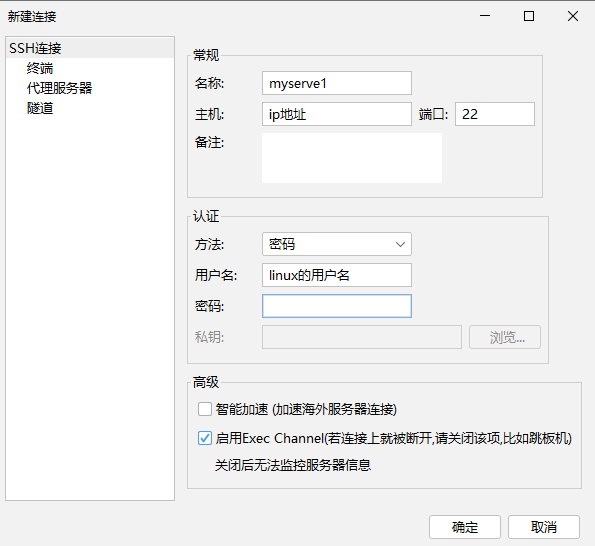 新建连接
SSH连接
终端
代理服务器
隧道
常规
名称: myserve1
主机: ip地址 端口: 22
备注:
认证
方法: 密码
用户名: linux的用户名
密码:
私钥: 浏览...
高级
智能加速 (加速海外服务器连接)
启用Exec Channel(若连接上就被断开,请关闭该项,比如跳板机)
关闭后无法监控服务器信息
确定 取消